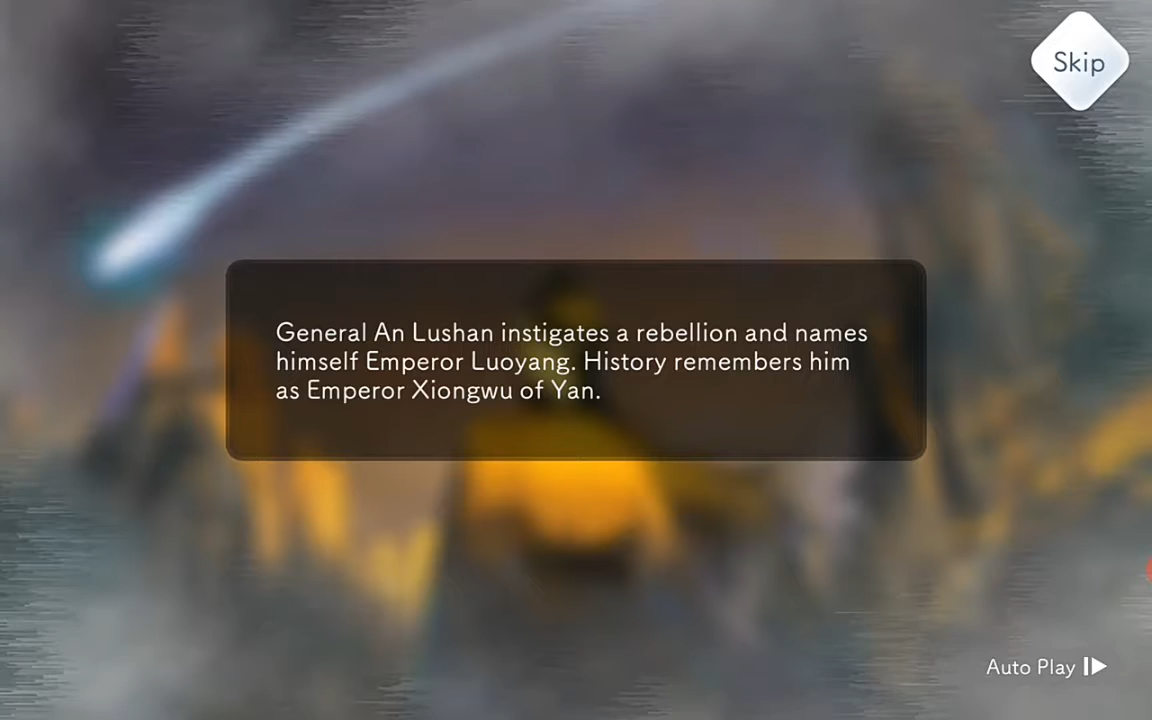 Skip
General An Lushan instigates a rebellion and names
himself Emperor Luoyang. History remembers him
as Emperor Xiongwu of Yan.
Auto Play